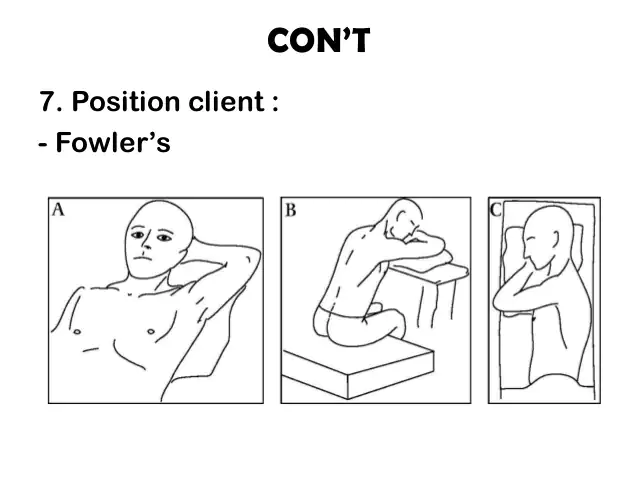 CON’T
7. Position client :
- Fowler’s
A
B
C